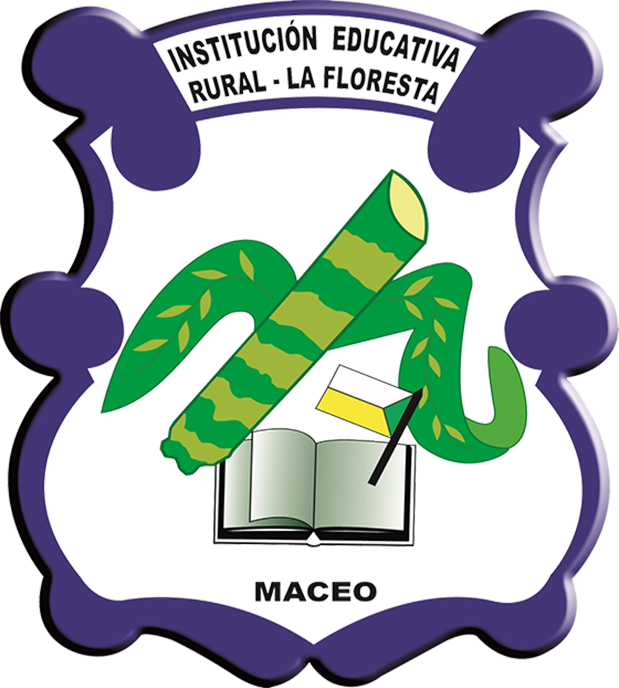 INSTITUCIÓN EDUCATIVA
RURAL - LA FLORESTA
MACEO